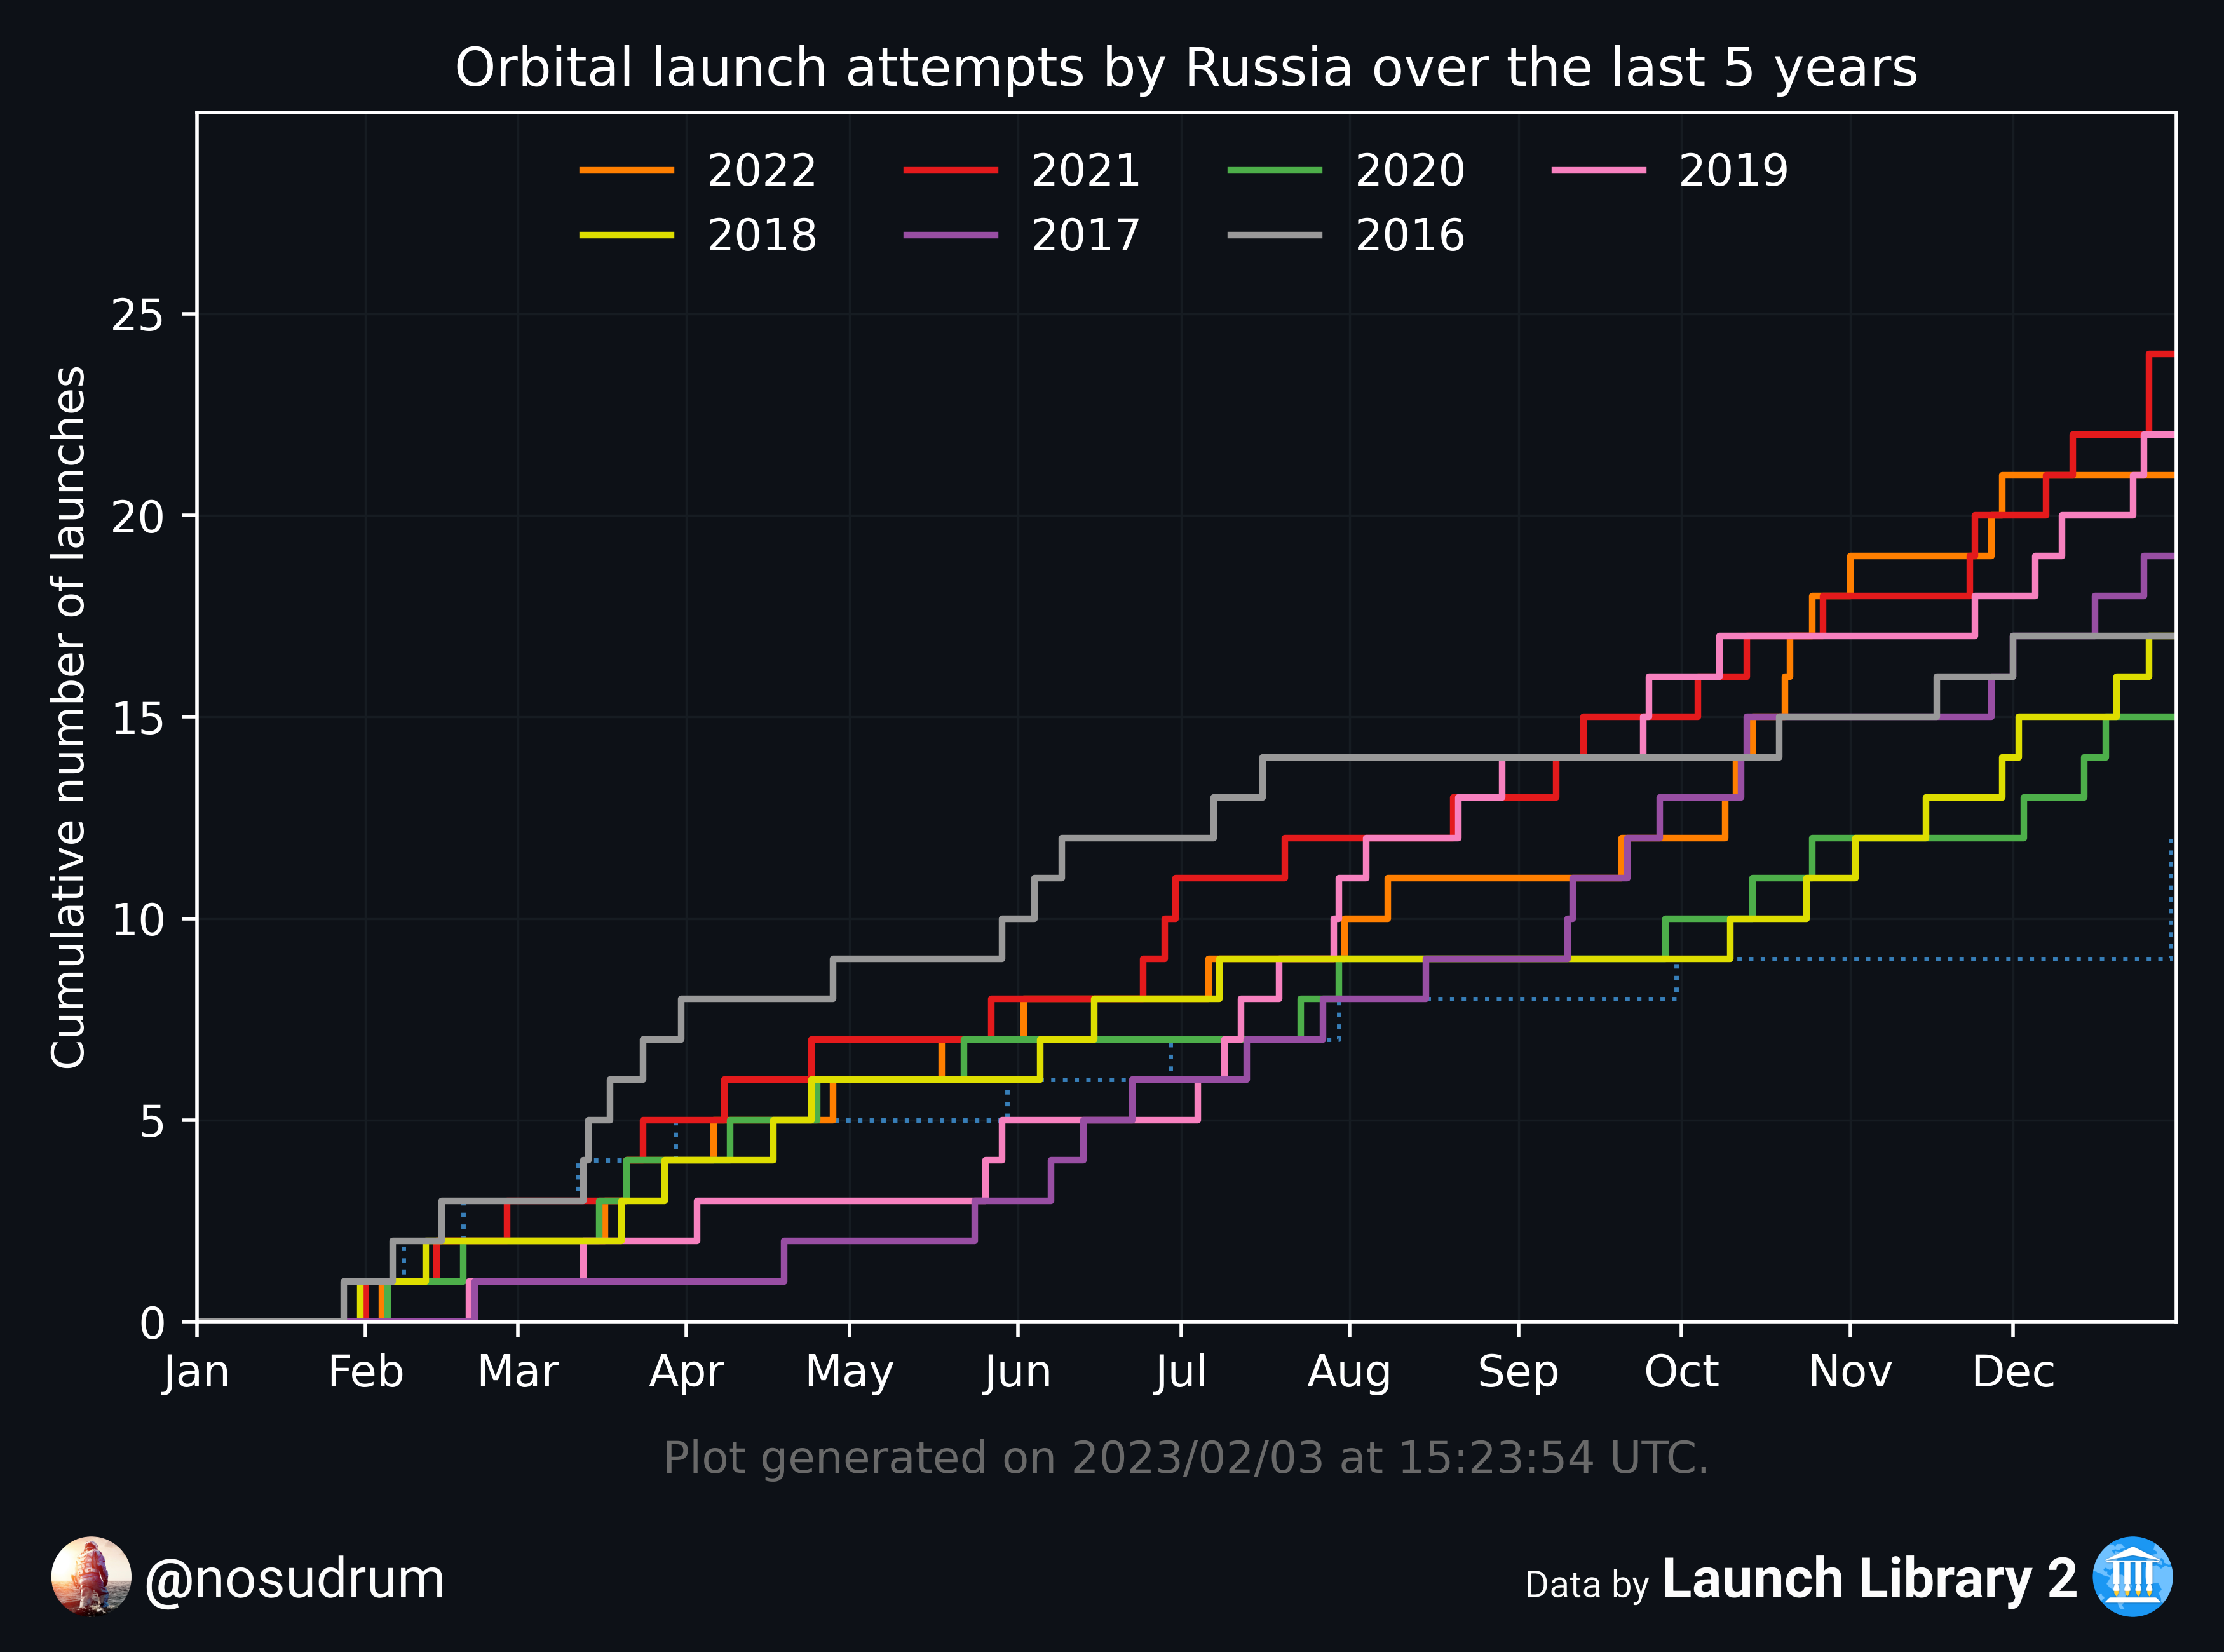 Orbital launch attempts by Russia over the last 5 years
2022 2021 2020 2019
2018 2017 2016
25
20
15
10
5
0
Cumulative number of launches
Jan Feb Mar Apr May Jun Jul Aug Sep Oct Nov Dec
Plot generated on 2023/02/03 at 15:23:54 UTC.
@nosudrum
Data by Launch Library 2